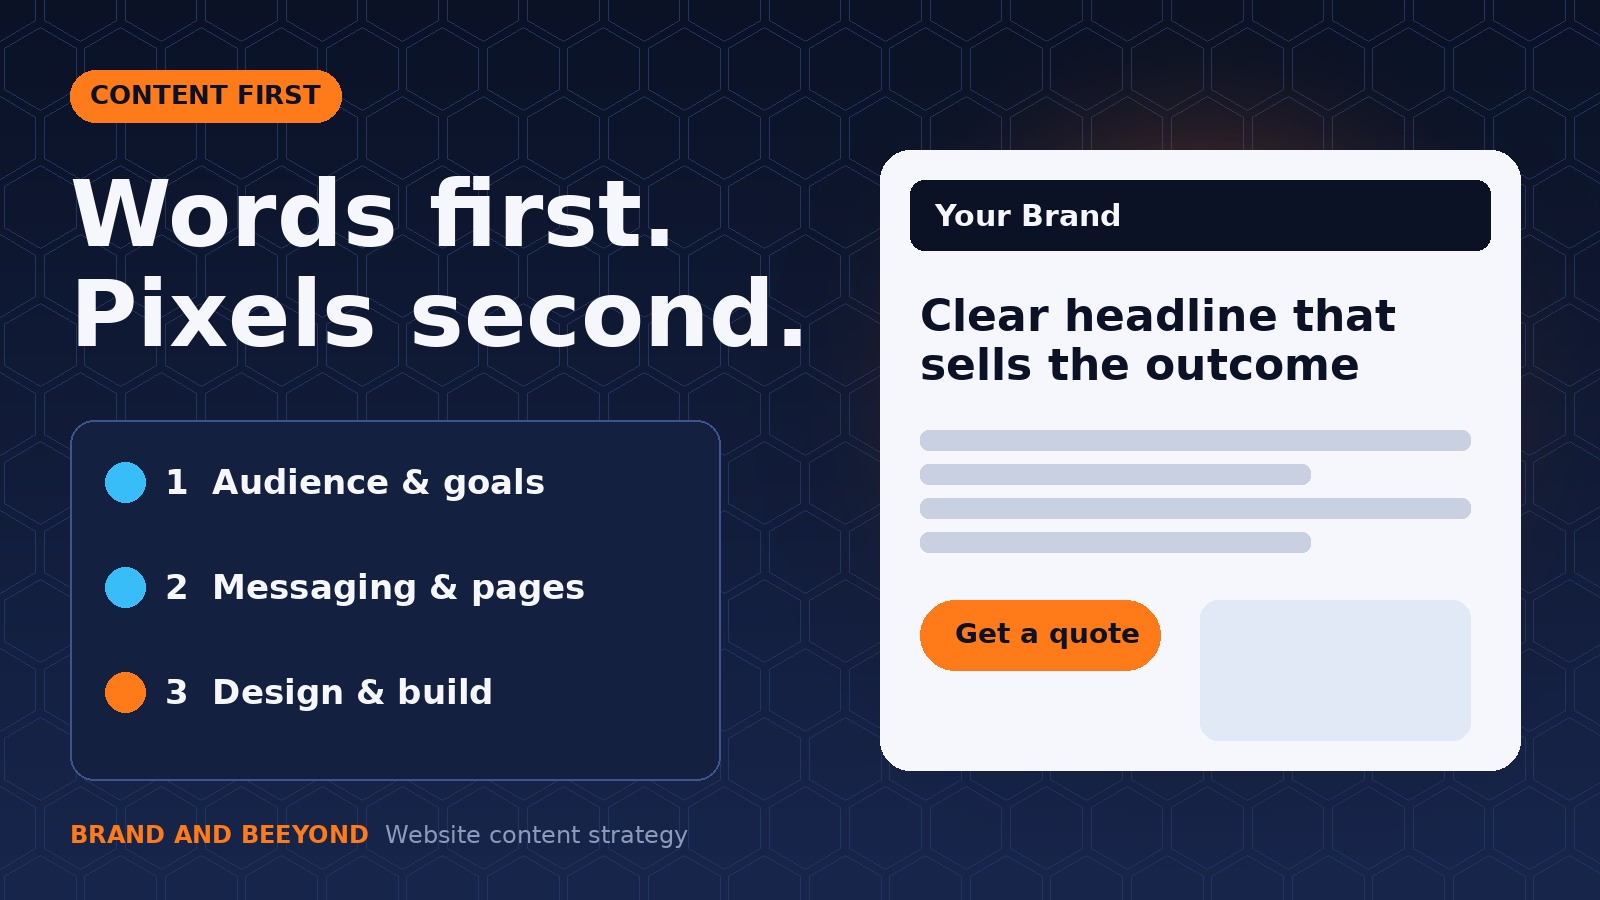 CONTENT FIRST
Words first.
Pixels second.
1 Audience & goals
2 Messaging & pages
3 Design & build
BRAND AND BEEYOND Website content strategy
Your Brand
Clear headline that
sells the outcome
Get a quote